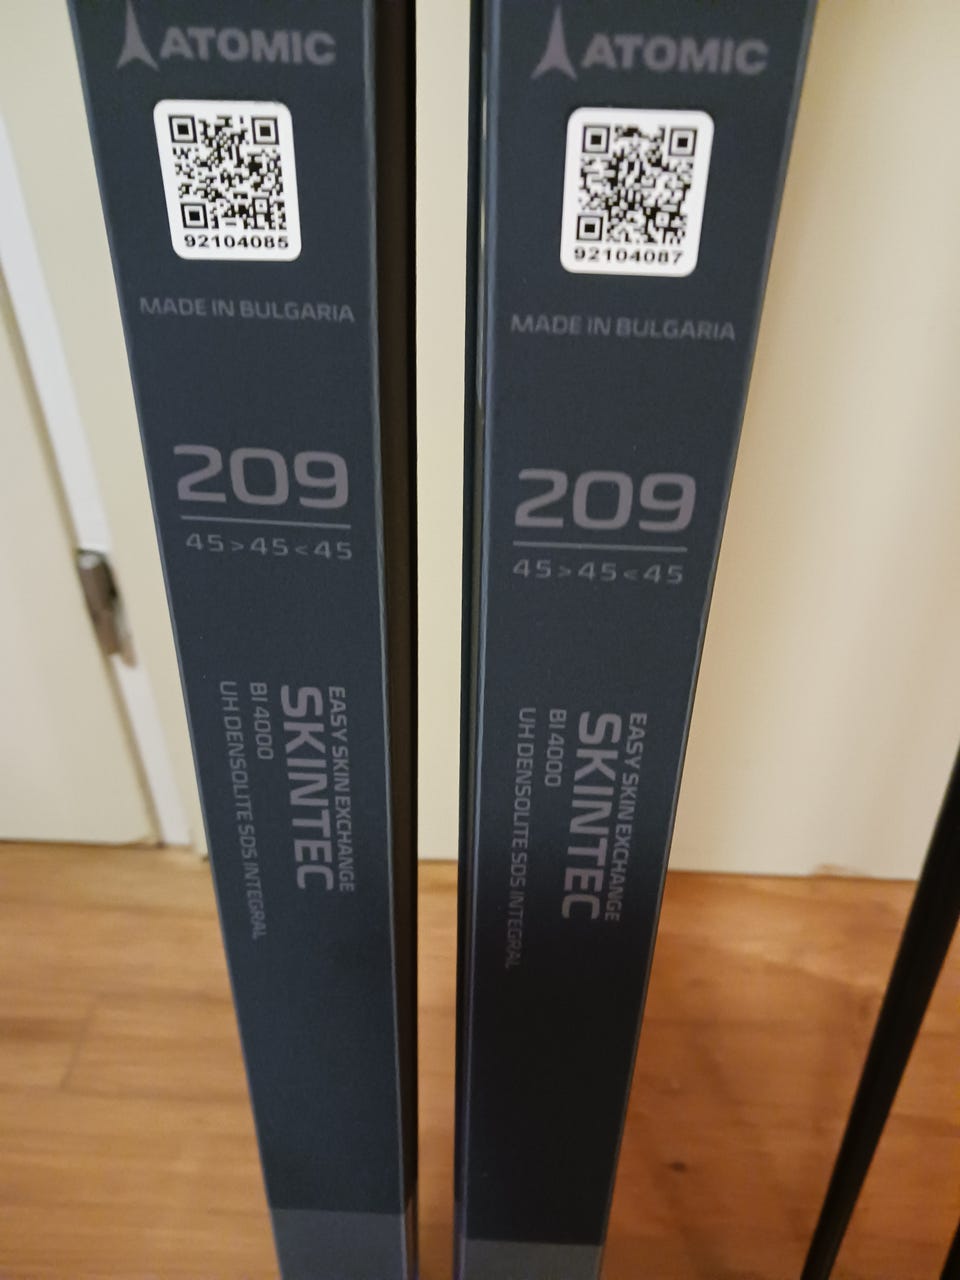 ATOMIC
92104085
MADE IN BULGARIA
209
45>45<45
EASY SKIN EXCHANGE
SKINTEC
BI 4000
UH DENSOLITE SDS INTEGRAL
ATOMIC
92104087
MADE IN BULGARIA
209
45>45<45
EASY SKIN EXCHANGE
SKINTEC
BI 4000
UH DENSOLITE SDS INTEGRAL